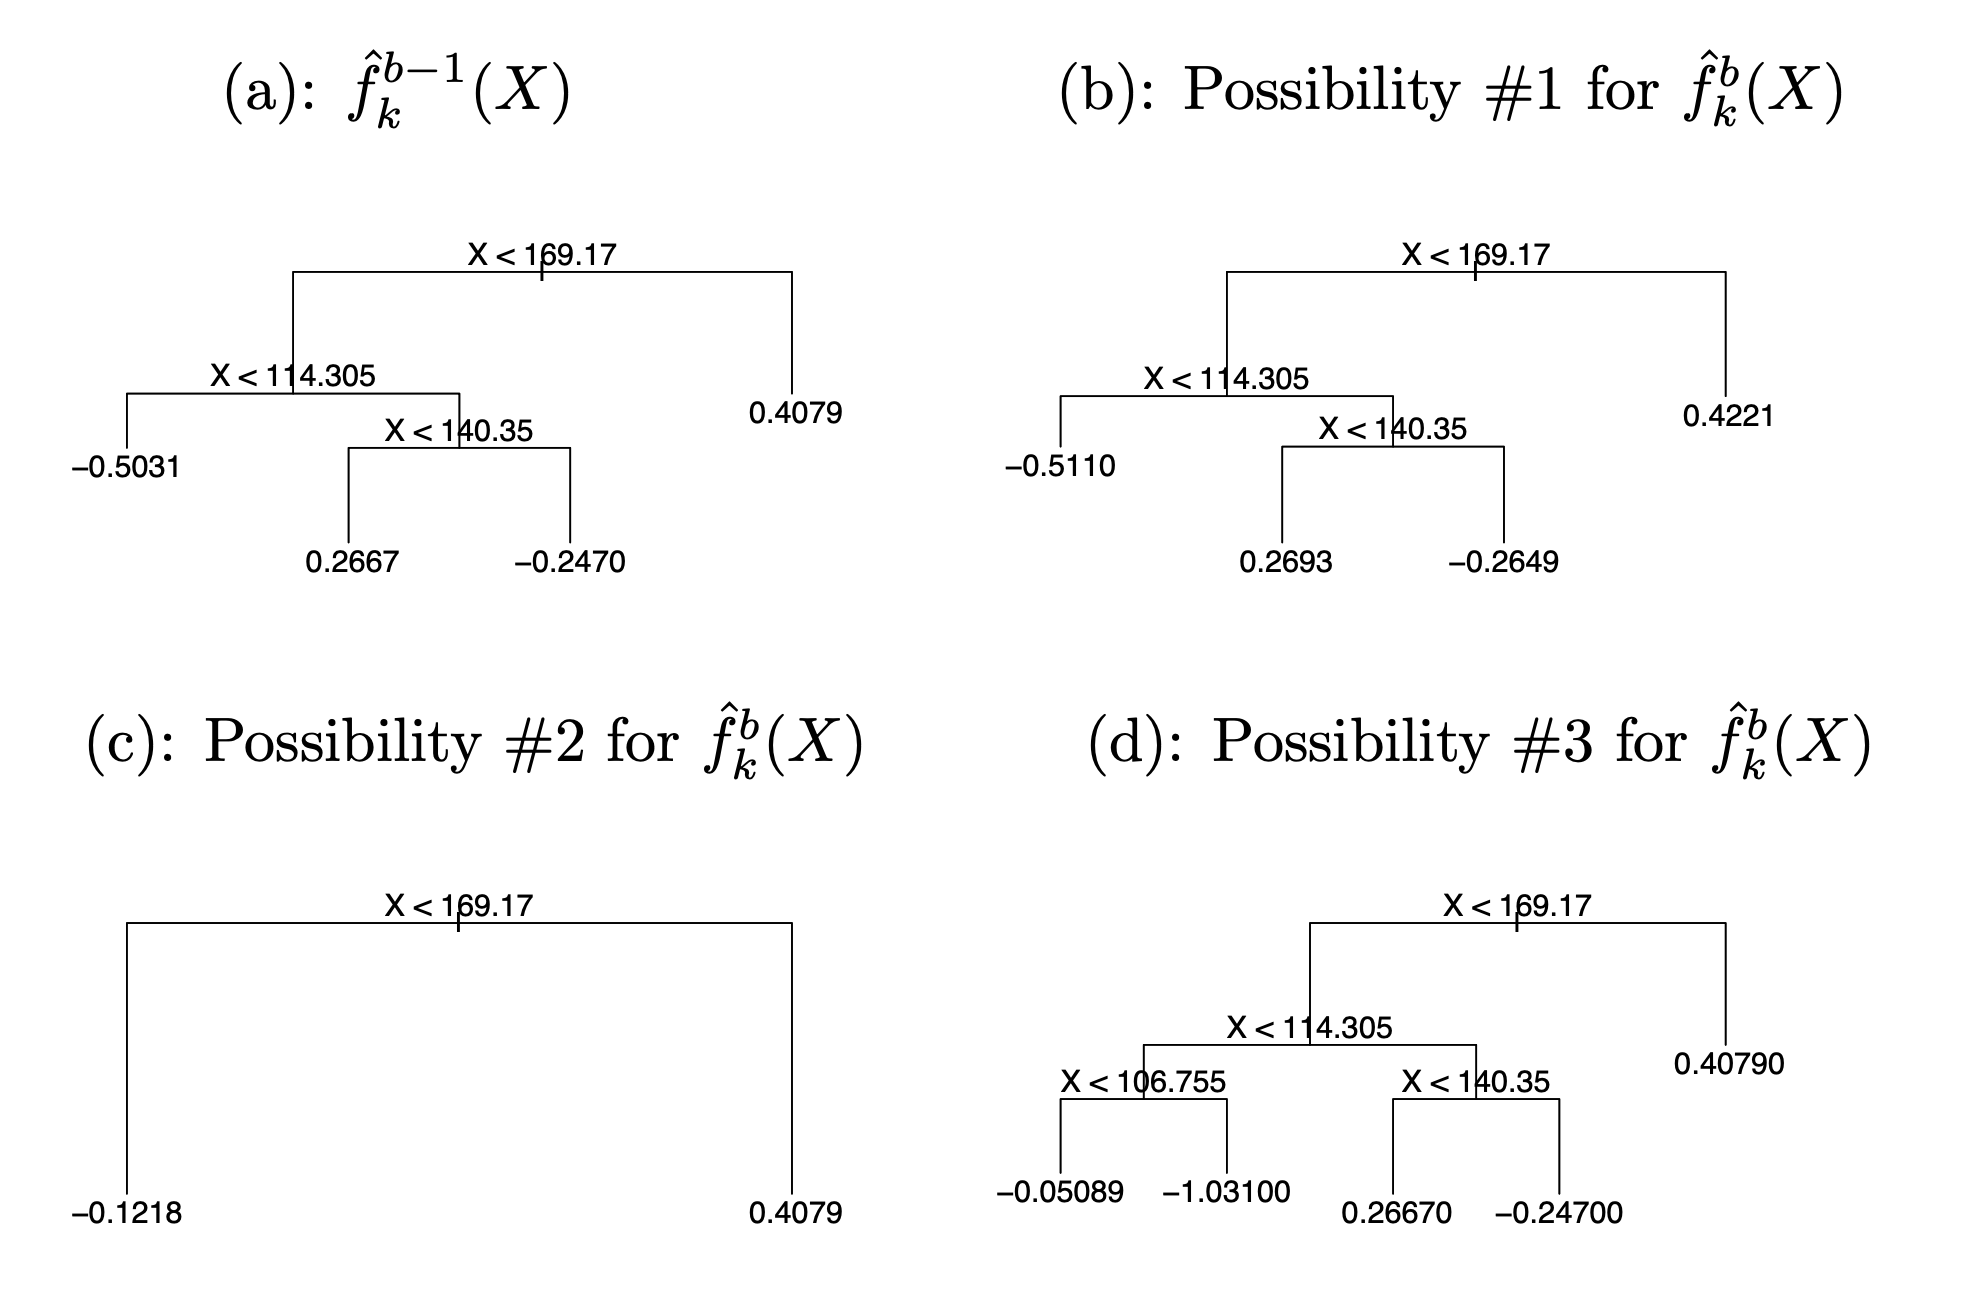 (a): $\hat{f}_k^{b-1}(X)$
X < 169.17
X < 114.305
0.4079
X < 140.35
−0.5031
0.2667 −0.2470
(b): Possibility #1 for $\hat{f}_k^b(X)$
X < 169.17
X < 114.305
0.4221
X < 140.35
−0.5110
0.2693 −0.2649
(c): Possibility #2 for $\hat{f}_k^b(X)$
X < 169.17
−0.1218 0.4079
(d): Possibility #3 for $\hat{f}_k^b(X)$
X < 169.17
X < 114.305
0.40790
X < 106.755 X < 140.35
−0.05089 −1.03100
0.26670 −0.24700